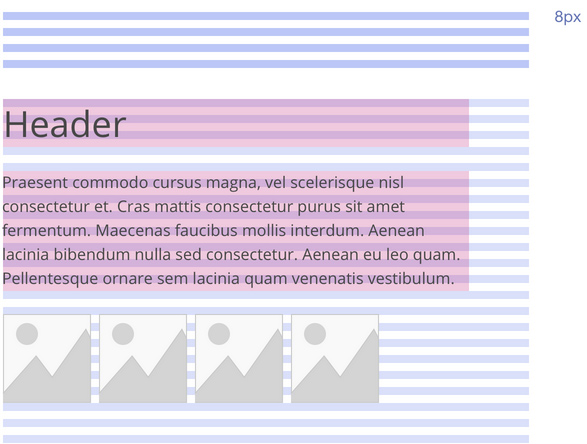 8px
Header
Praesent commodo cursus magna, vel scelerisque nisl
consectetur et. Cras mattis consectetur purus sit amet
fermentum. Maecenas faucibus mollis interdum. Aenean
lacinia bibendum nulla sed consectetur. Aenean eu leo quam.
Pellentesque ornare sem lacinia quam venenatis vestibulum.